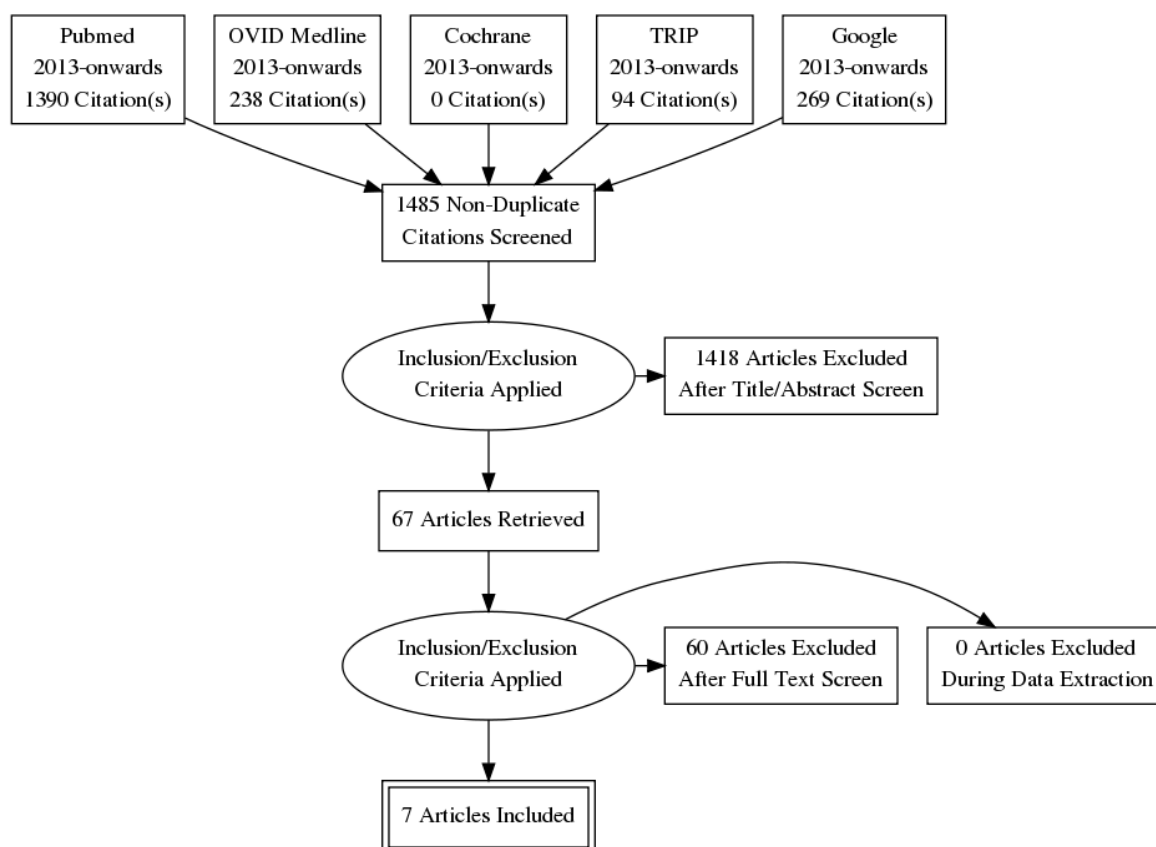 Pubmed
2013-onwards
1390 Citation(s)
OVID Medline
2013-onwards
238 Citation(s)
Cochrane
2013-onwards
0 Citation(s)
TRIP
2013-onwards
94 Citation(s)
Google
2013-onwards
269 Citation(s)
1485 Non-Duplicate
Citations Screened
Inclusion/Exclusion
Criteria Applied
1418 Articles Excluded
After Title/Abstract Screen
67 Articles Retrieved
Inclusion/Exclusion
Criteria Applied
60 Articles Excluded
After Full Text Screen
0 Articles Excluded
During Data Extraction
7 Articles Included